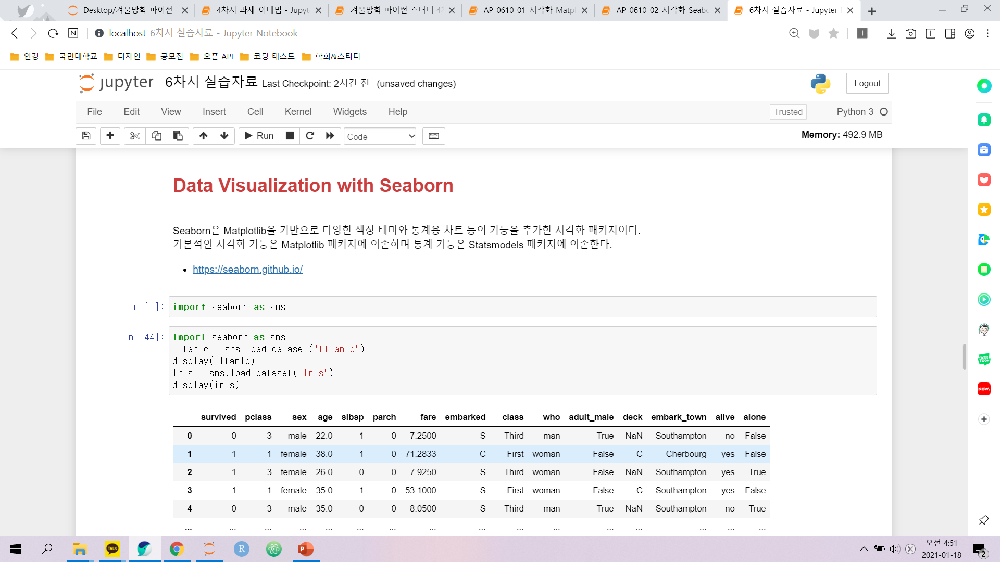 Desktop/겨울방학 파이썬
4차시 과제_이태범 - Jupyt
겨울방학 파이썬 스터디 4
AP_0610_01_시각화_Matpl
AP_0610_02_시각화_Seabo
6차시 실습자료 - Jupyter
localhost 6차시 실습자료 - Jupyter Notebook
인강 국민대학교 디자인 공모전 오픈 API 코딩 테스트 학회&스터디
jupyter 6차시 실습자료 Last Checkpoint: 2시간 전 (unsaved changes)
Logout
File Edit View Insert Cell Kernel Widgets Help
Trusted
Python 3
Run
Code
Memory: 492.9 MB
Data Visualization with Seaborn
Seaborn은 Matplotlib을 기반으로 다양한 색상 테마와 통계용 차트 등의 기능을 추가한 시각화 패키지이다.
기본적인 시각화 기능은 Matplotlib 패키지에 의존하며 통계 기능은 Statsmodels 패키지에 의존한다.
• https://seaborn.github.io/
In [ ]: import seaborn as sns
In [44]: import seaborn as sns
titanic = sns.load_dataset("titanic")
display(titanic)
iris = sns.load_dataset("iris")
display(iris)
survived pclass sex age sibsp parch fare embarked class who adult_male deck embark_town alive alone
0 0 3 male 22.0 1 0 7.2500 S Third man True NaN Southampton no False
1 1 1 female 38.0 1 0 71.2833 C First woman False C Cherbourg yes False
2 1 3 female 26.0 0 0 7.9250 S Third woman False NaN Southampton yes True
3 1 1 female 35.0 1 0 53.1000 S First woman False C Southampton yes False
4 0 3 male 35.0 0 0 8.0500 S Third man True NaN Southampton no True
... ... ... ... ... ... ... ... ... ... ... ... ... ... ... ...
WEB
TOON
NOW.
TALK
오전 4:51
2021-01-18
2